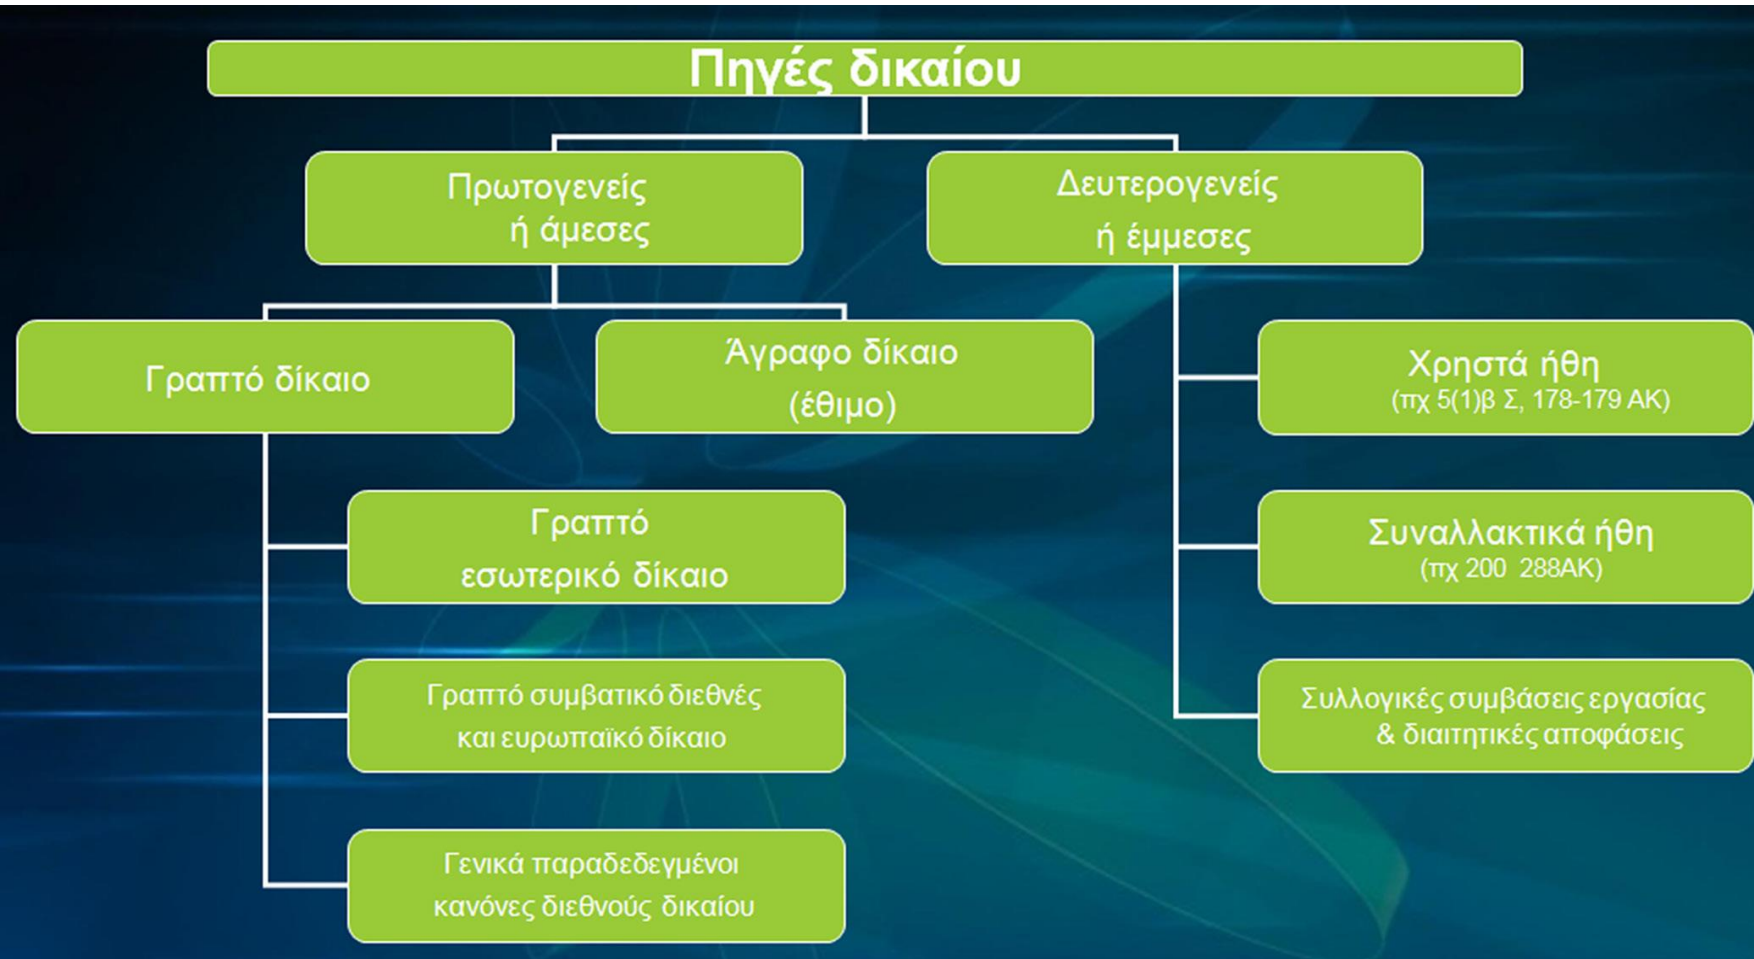 Πηγές δικαίου
Πρωτογενείς
ή άμεσες
Δευτερογενείς
ή έμμεσες
Γραπτό δίκαιο
Άγραφο δίκαιο
(έθιμο)
Γραπτό
εσωτερικό δίκαιο
Γραπτό συμβατικό διεθνές
και ευρωπαϊκό δίκαιο
Γενικά παραδεδεγμένοι
κανόνες διεθνούς δικαίου
Χρηστά ήθη
(πχ 5(1)β Σ, 178-179 ΑΚ)
Συναλλακτικά ήθη
(πχ 200 288ΑΚ)
Συλλογικές συμβάσεις εργασίας
& διαιτητικές αποφάσεις